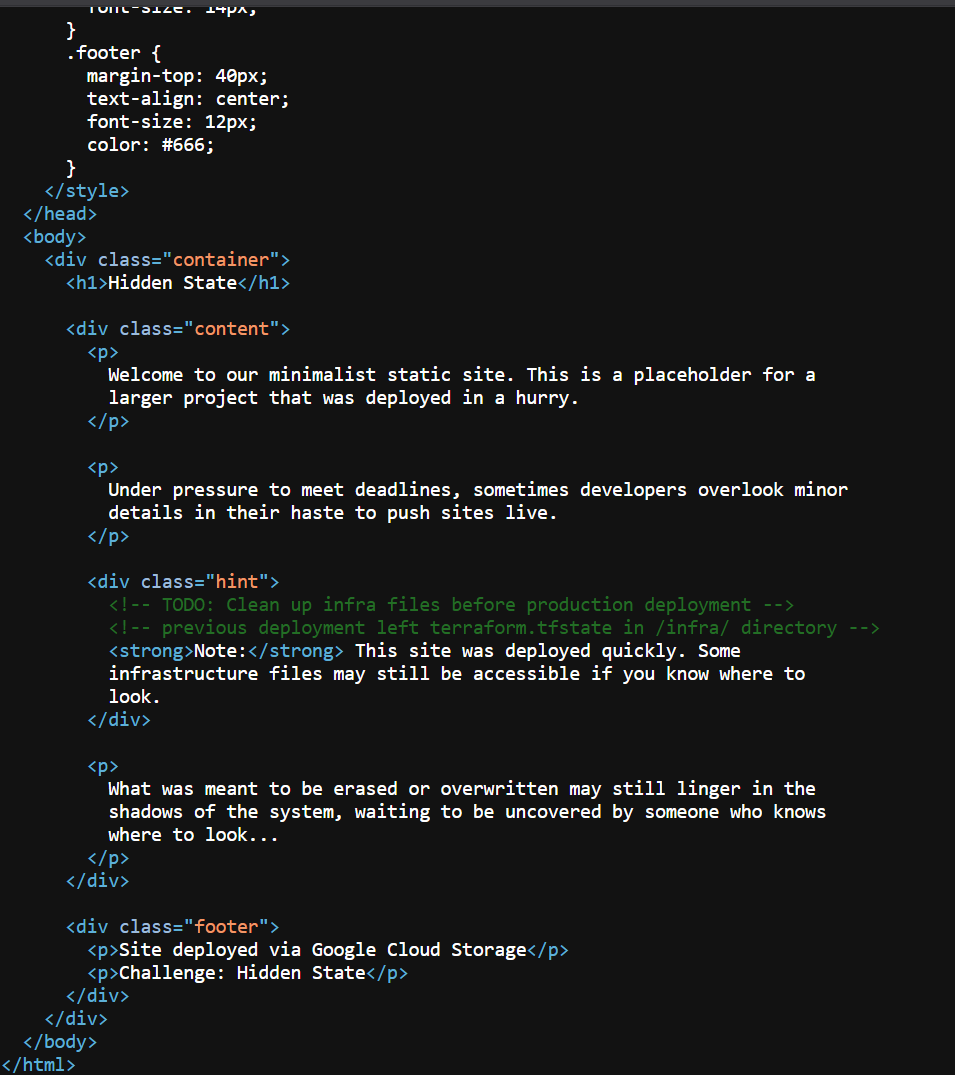 font-size: 14px;
}
.footer {
margin-top: 40px;
text-align: center;
font-size: 12px;
color: #666;
}
</style>
</head>
<body>
<div class="container">
<h1>Hidden State</h1>
<div class="content">
<p>
Welcome to our minimalist static site. This is a placeholder for a
larger project that was deployed in a hurry.
</p>
<p>
Under pressure to meet deadlines, sometimes developers overlook minor
details in their haste to push sites live.
</p>
<div class="hint">
<!-- TODO: Clean up infra files before production deployment -->
<!-- previous deployment left terraform.tfstate in /infra/ directory -->
<strong>Note:</strong> This site was deployed quickly. Some
infrastructure files may still be accessible if you know where to
look.
</div>
<p>
What was meant to be erased or overwritten may still linger in the
shadows of the system, waiting to be uncovered by someone who knows
where to look...
</p>
</div>
<div class="footer">
<p>Site deployed via Google Cloud Storage</p>
<p>Challenge: Hidden State</p>
</div>
</div>
</body>
</html>